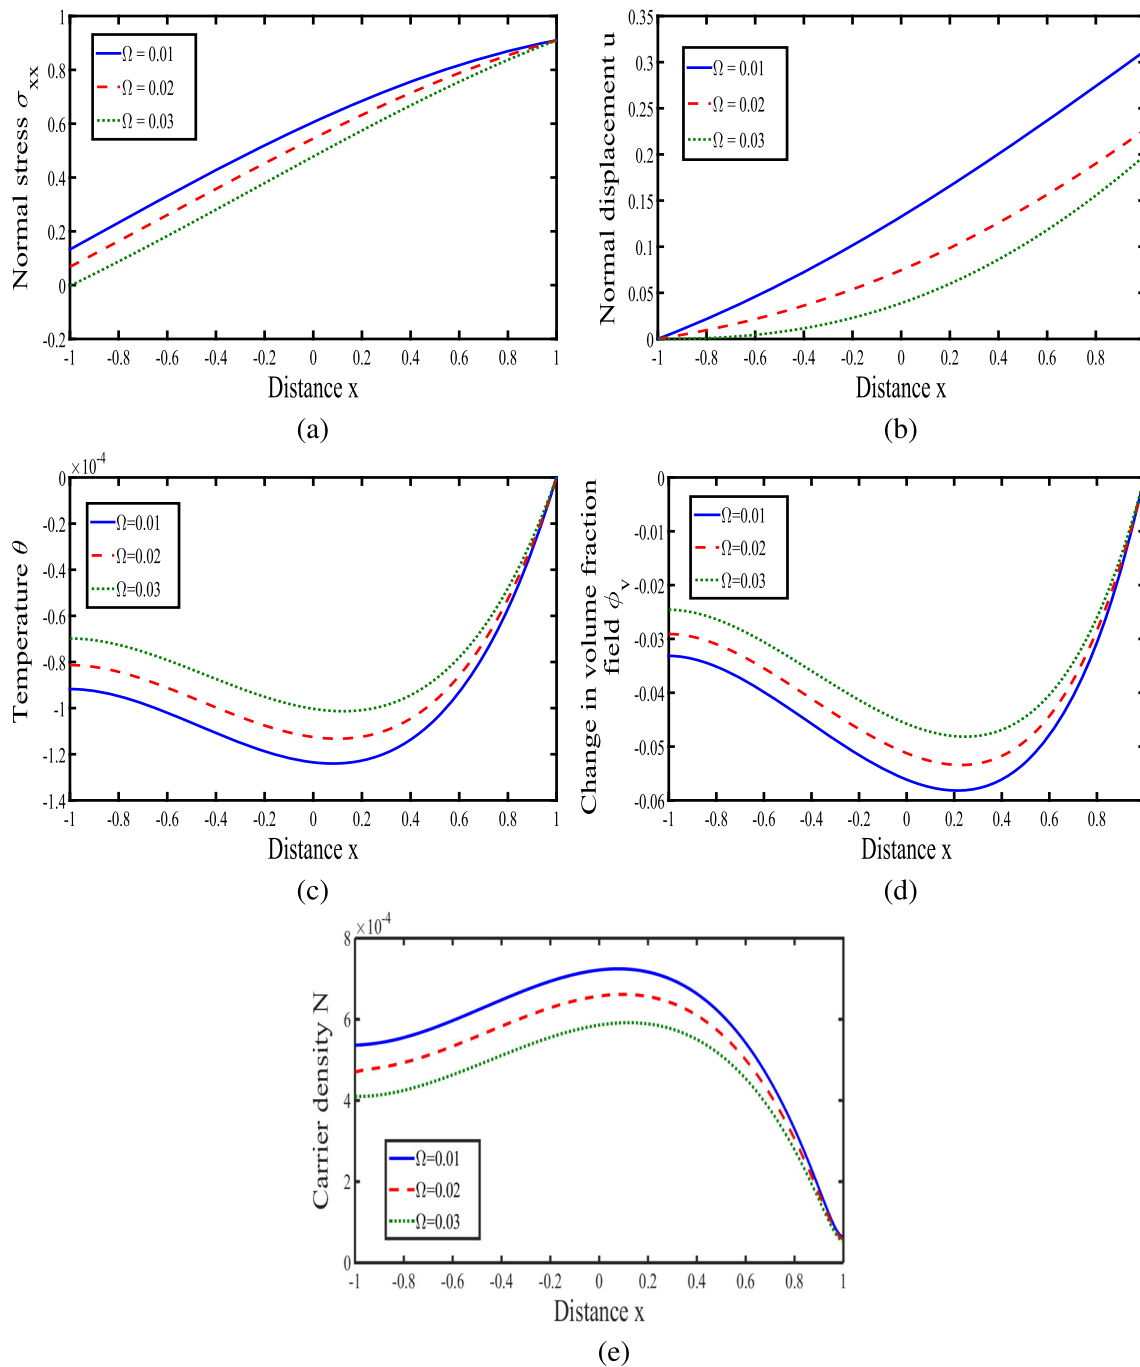 1
0.8
0.6
0.4
0.2
0
-0.2
Normal stress σxx
Ω = 0.01
Ω = 0.02
Ω = 0.03
-1 -0.8 -0.6 -0.4 -0.2 0 0.2 0.4 0.6 0.8 1
Distance x
(a)
0.35
0.3
0.25
0.2
0.15
0.1
0.05
0
Normal displacement u
Ω = 0.01
Ω = 0.02
Ω = 0.03
-1 -0.8 -0.6 -0.4 -0.2 0 0.2 0.4 0.6 0.8 1
Distance x
(b)
×10-4
0
-0.2
-0.4
-0.6
-0.8
-1
-1.2
-1.4
Temperature θ
Ω=0.01
Ω=0.02
Ω=0.03
-1 -0.8 -0.6 -0.4 -0.2 0 0.2 0.4 0.6 0.8 1
Distance x
(c)
0
-0.01
-0.02
-0.03
-0.04
-0.05
-0.06
Change in volume fraction
field ϕv
Ω=0.01
Ω=0.02
Ω=0.03
-1 -0.8 -0.6 -0.4 -0.2 0 0.2 0.4 0.6 0.8
Distance x
(d)
×10-4
8
6
4
2
0
Carrier density N
Ω=0.01
Ω=0.02
Ω=0.03
-1 -0.8 -0.6 -0.4 -0.2 0 0.2 0.4 0.6 0.8 1
Distance x
(e)